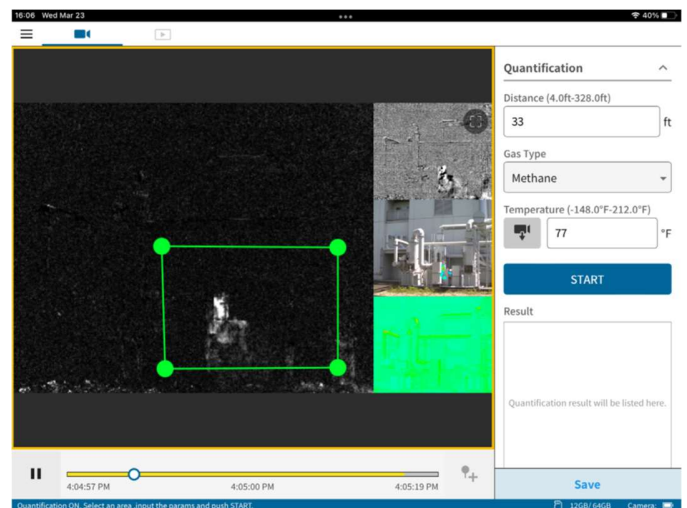 16:06 Wed Mar 23
40%
Quantification
Distance (4.0ft-328.0ft)
33
ft
Gas Type
Methane
Temperature (-148.0°F-212.0°F)
77
°F
START
Result
Quantification result will be listed here.
4:04:57 PM
4:05:00 PM
4:05:19 PM
Save
Quantification ON. Select an area ,input the params and push START.
12GB/ 64GB
Camera: